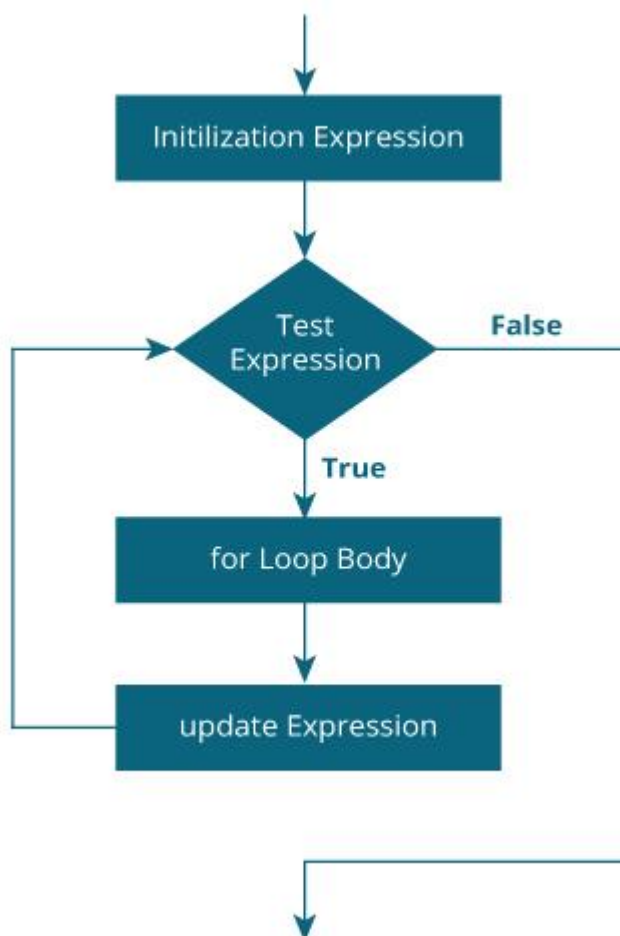 Initilization Expression
Test
Expression
False
True
for Loop Body
update Expression